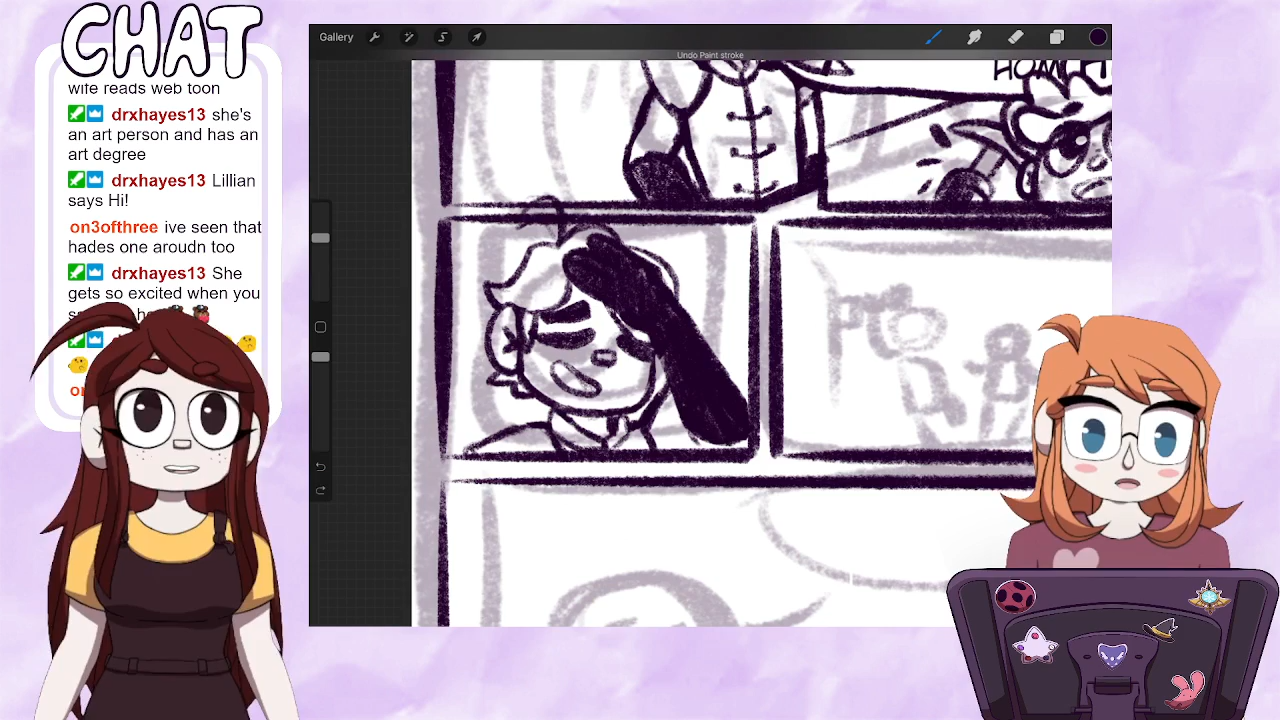 CHAT
wife reads web toon
drxhayes13 she's
an art person and has an
art degree
drxhayes13 Lillian
says Hi!
on3ofthree ive seen that
hades one aroudn too
drxhayes13 She
gets so excited when you
Gallery
Undo Paint stroke